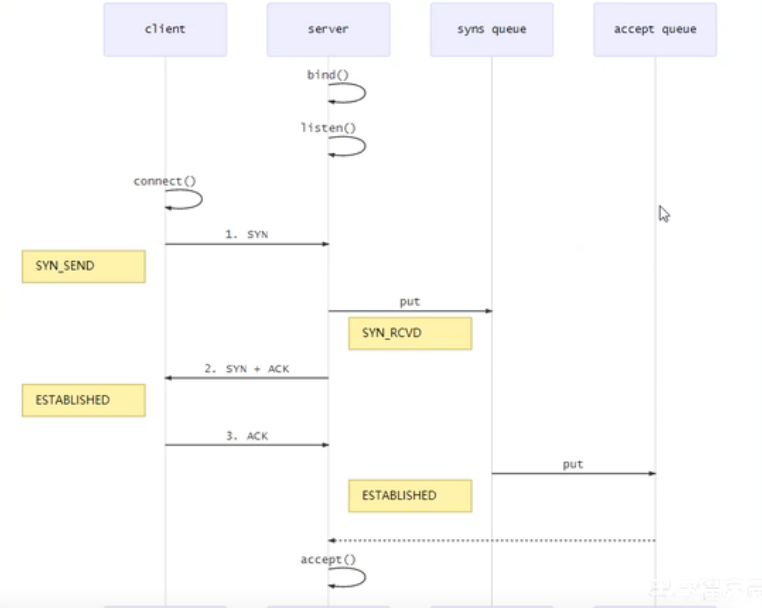 client
server
syns queue
accept queue
bind()
listen()
connect()
1. SYN
SYN_SEND
put
SYN_RCVD
2. SYN + ACK
ESTABLISHED
3. ACK
put
ESTABLISHED
accept()